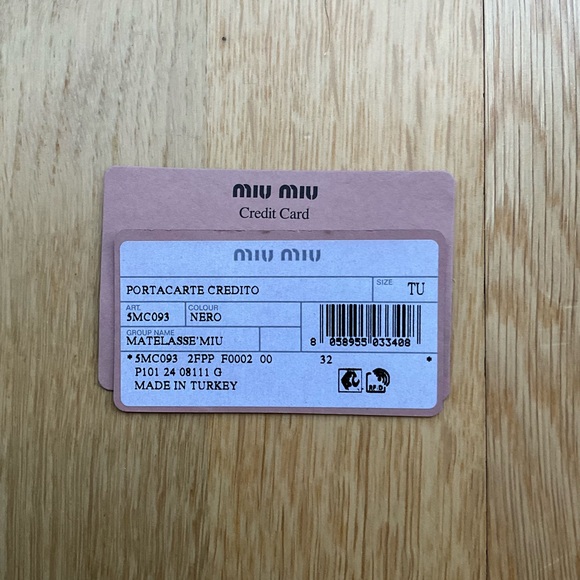 miu miu
Credit Card
miu miu
PORTACARTE CREDITO
SIZE
TU
ART.
5MC093
COLOUR
NERO
GROUP NAME
MATELASSE'MIU
8 058955 033408
*5MC093 2FPP F0002 00 32 *
P101 24 08111 G
MADE IN TURKEY
RFID